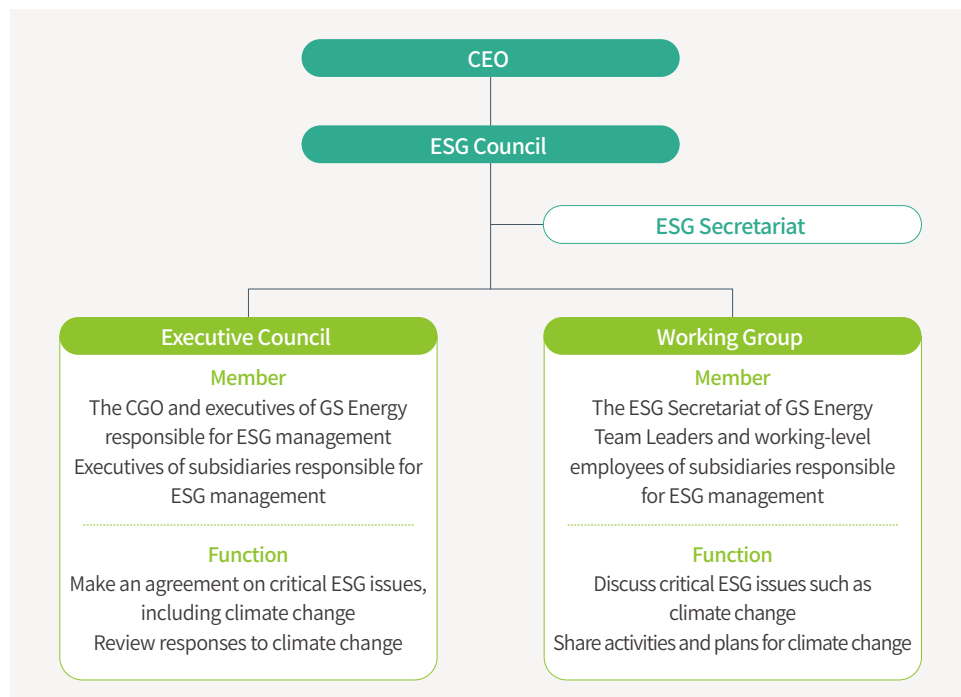 CEO
ESG Council
ESG Secretariat
Executive Council
Member
The CGO and executives of GS Energy
responsible for ESG management
Executives of subsidiaries responsible for
ESG management
Function
Make an agreement on critical ESG issues,
including climate change
Review responses to climate change
Working Group
Member
The ESG Secretariat of GS Energy
Team Leaders and working-level
employees of subsidiaries responsible
for ESG management
Function
Discuss critical ESG issues such as
climate change
Share activities and plans for climate change